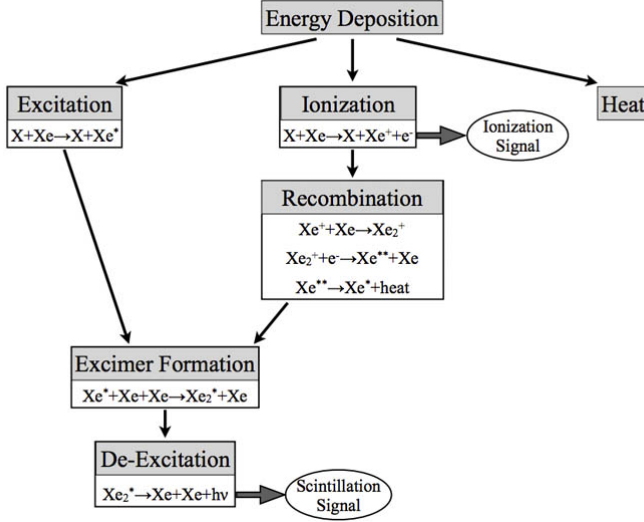 Energy Deposition
Excitation
X+Xe→X+Xe*
Ionization
X+Xe→X+Xe⁺+e⁻
Ionization
Signal
Heat
Recombination
Xe⁺+Xe→Xe₂⁺
Xe₂⁺+e⁻→Xe**+Xe
Xe**→Xe*+heat
Excimer Formation
Xe*+Xe+Xe→Xe₂*+Xe
De-Excitation
Xe₂*→Xe+Xe+hν
Scintillation
Signal